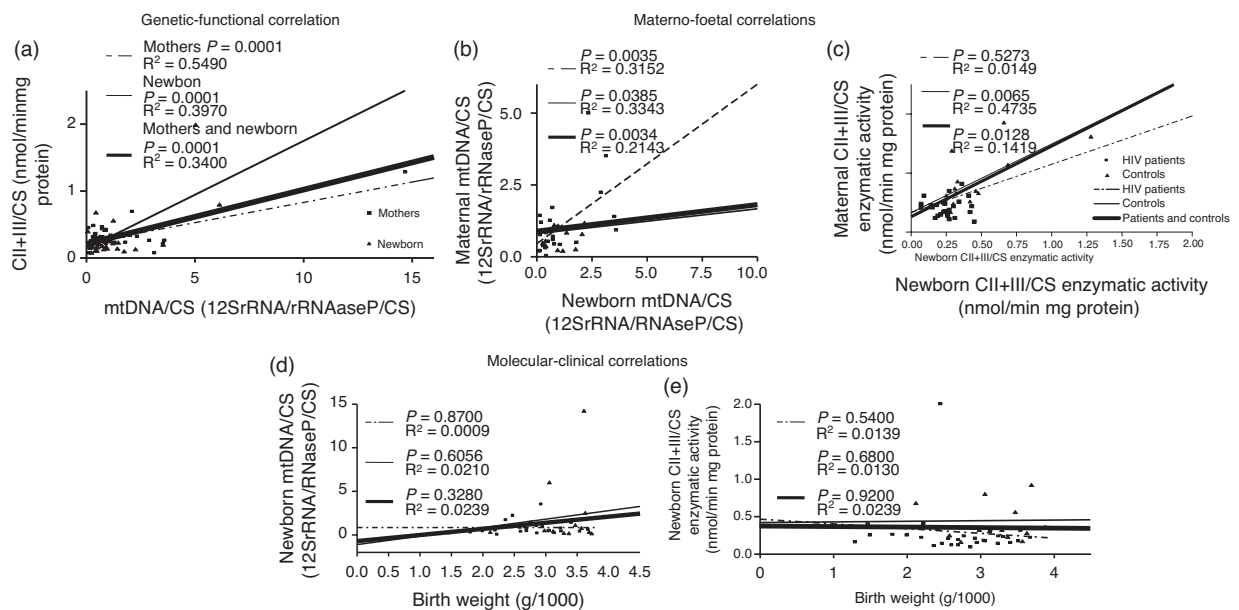 Genetic-functional correlation
Materno-foetal correlations
(a)
Mothers P = 0.0001
R² = 0.5490
Newbon
P = 0.0001
R² = 0.3970
Mothers and newborn
P = 0.0001
R² = 0.3400
CII+III/CS (nmol/minmg
protein)
2
1
0
0
5
10
15
Mothers
Newborn
mtDNA/CS (12SrRNA/rRNAaseP/CS)
(b)
P = 0.0035
R² = 0.3152
P = 0.0385
R² = 0.3343
P = 0.0034
R² = 0.2143
Maternal mtDNA/CS
(12SrRNA/rRNaseP/CS)
5.0
2.5
0.0
0.0
2.5
5.0
7.5
10.0
Newborn mtDNA/CS
(12SrRNA/RNAseP/CS)
(c)
P = 0.5273
R² = 0.0149
P = 0.0065
R² = 0.4735
P = 0.0128
R² = 0.1419
HIV patients
Controls
HIV patients
Controls
Patients and controls
Maternal CII+III/CS
enzymatic activity
(nmol/min mg protein)
0.00
0.25
0.50
0.75
1.00
1.25
1.50
1.75
2.00
Newborn CII+III/CS enzymatic activity
Newborn CII+III/CS enzymatic activity
(nmol/min mg protein)
Molecular-clinical correlations
(d)
P = 0.8700
R² = 0.0009
P = 0.6056
R² = 0.0210
P = 0.3280
R² = 0.0239
Newborn mtDNA/CS
(12SrRNA/RNaseP/CS)
15
10
5
0
0.0
0.5
1.0
1.5
2.0
2.5
3.0
3.5
4.0
4.5
Birth weight (g/1000)
(e)
P = 0.5400
R² = 0.0139
P = 0.6800
R² = 0.0130
P = 0.9200
R² = 0.0239
Newborn CII+III/CS
enzymatic activity
(nmol/min mg protein)
2.0
1.5
1.0
0.5
0.0
0
1
2
3
4
Birth weight (g/1000)